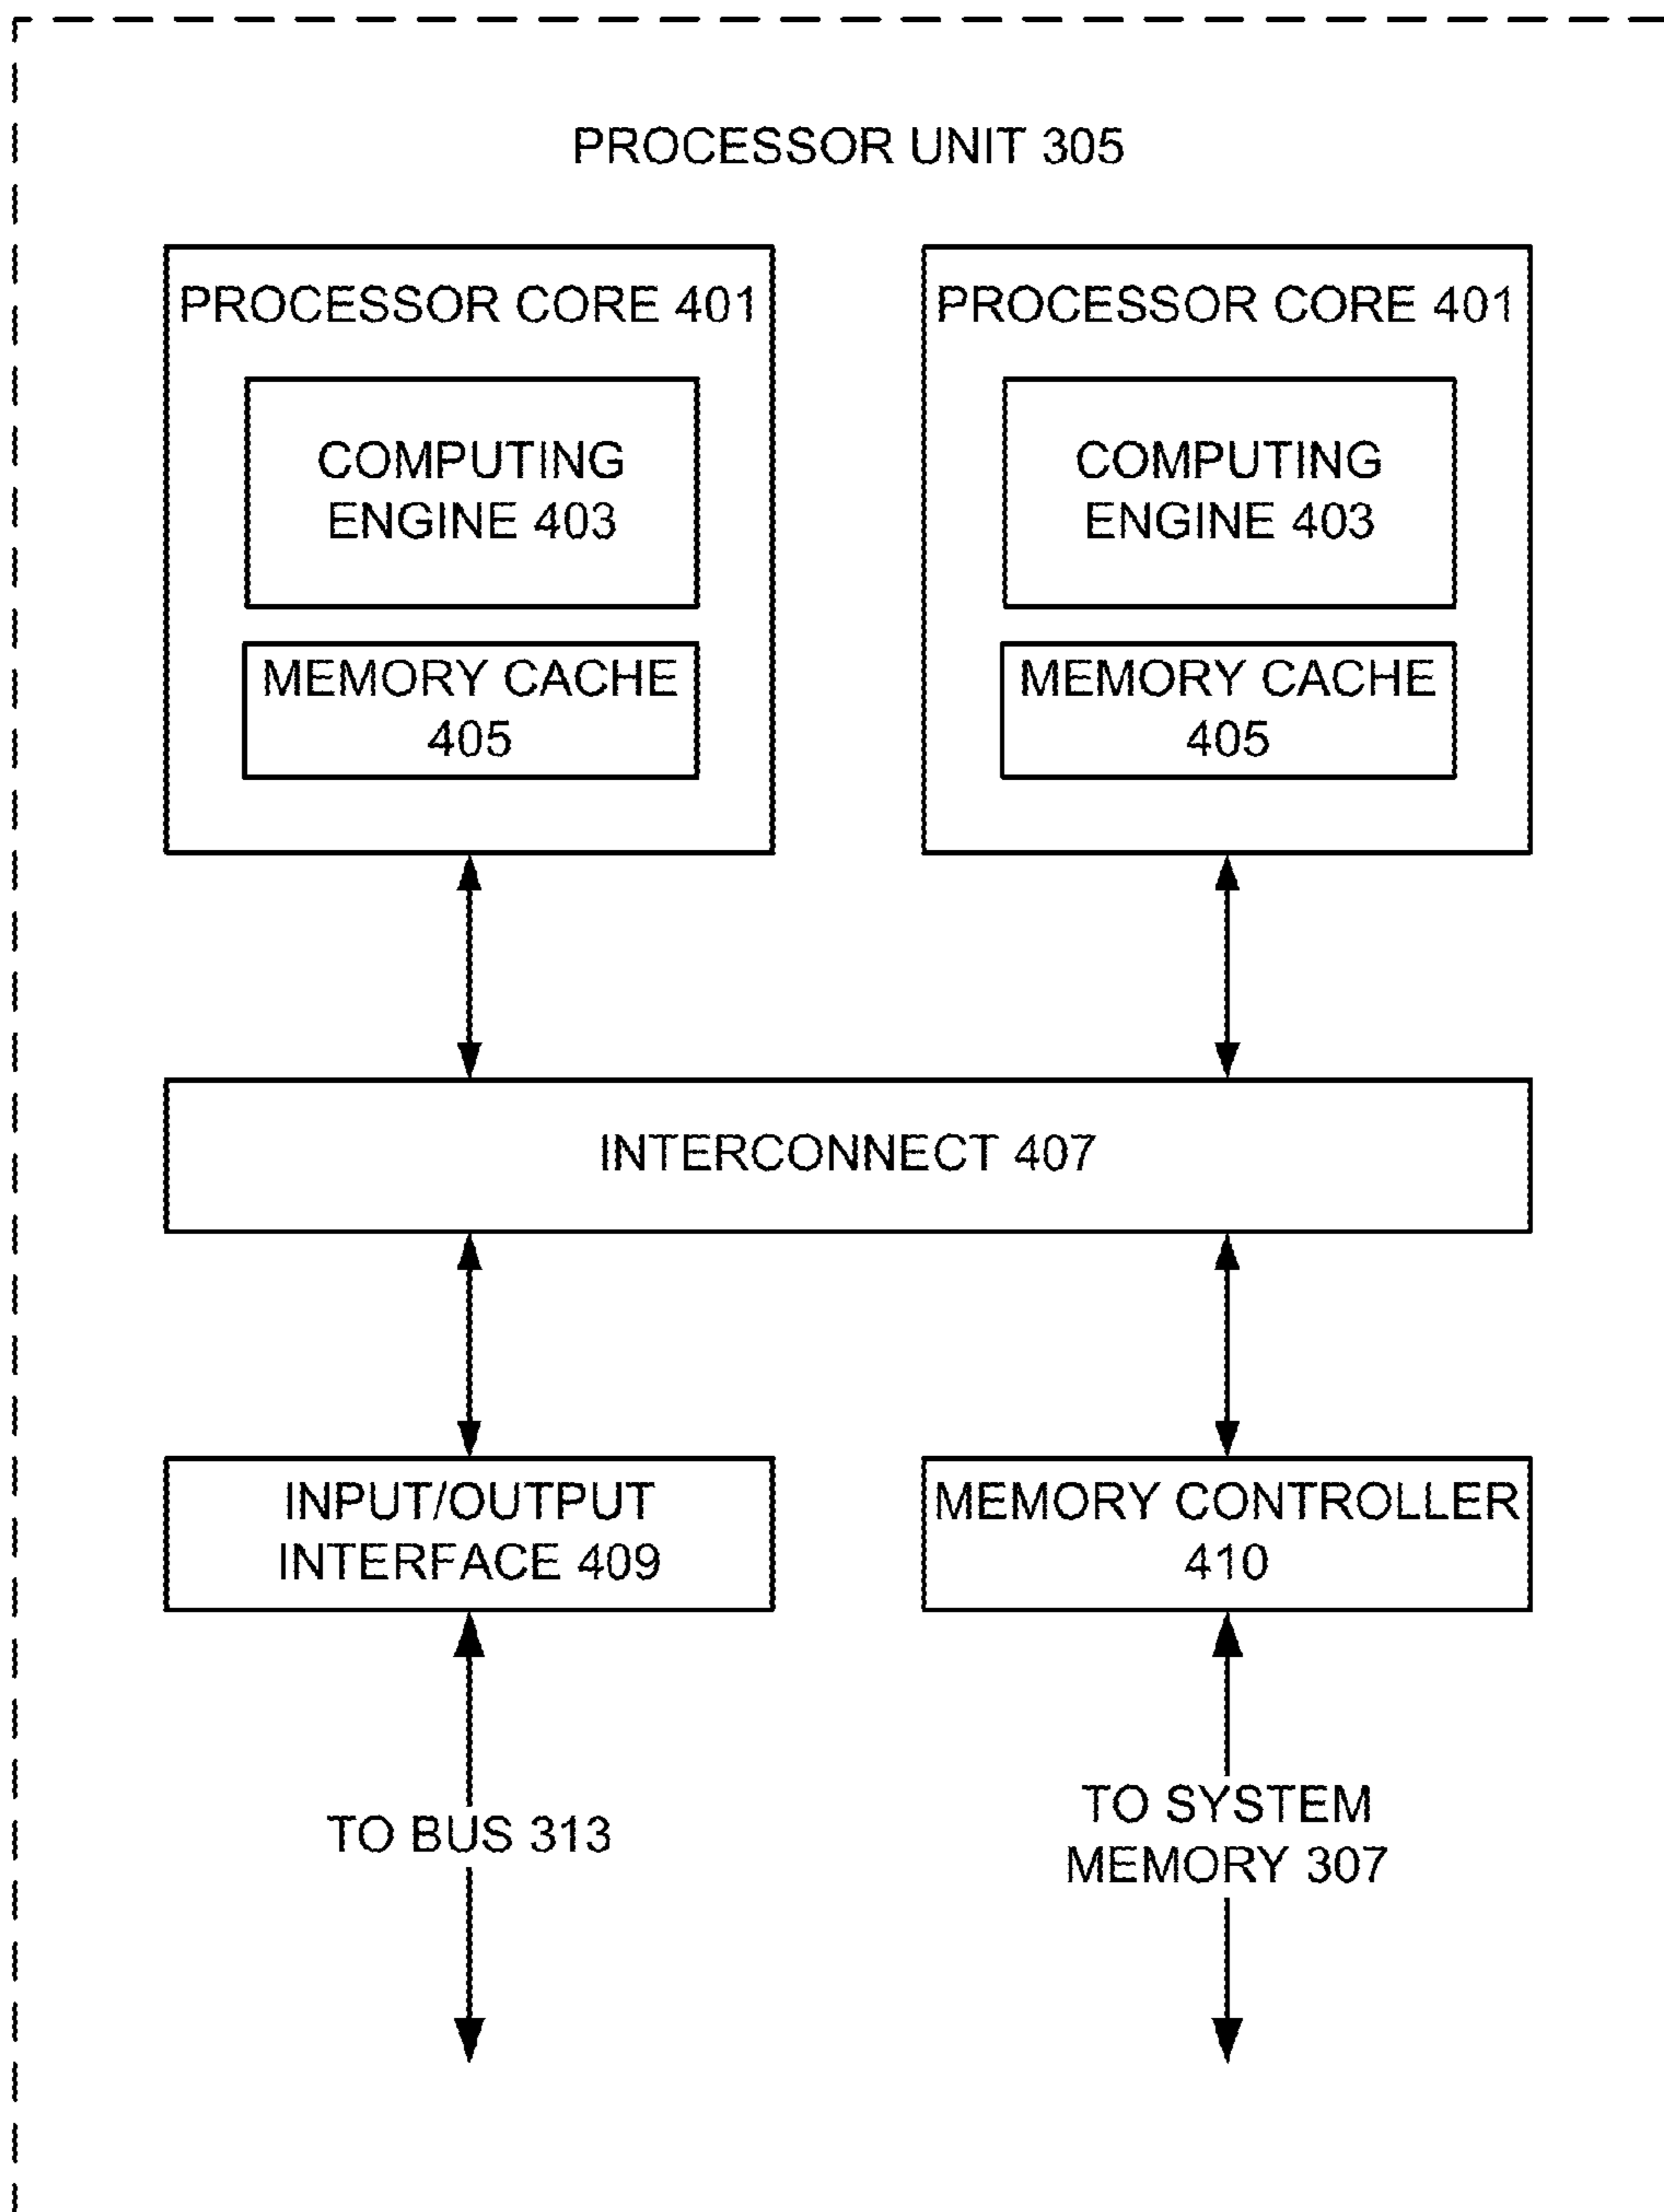 PROCESSOR UNIT 305
PROCESSOR CORE 401
COMPUTING
ENGINE 403
MEMORY CACHE
405
PROCESSOR CORE 401
COMPUTING
ENGINE 403
MEMORY CACHE
405
INTERCONNECT 407
INPUT/OUTPUT
INTERFACE 409
MEMORY CONTROLLER
410
TO BUS 313
TO SYSTEM
MEMORY 307